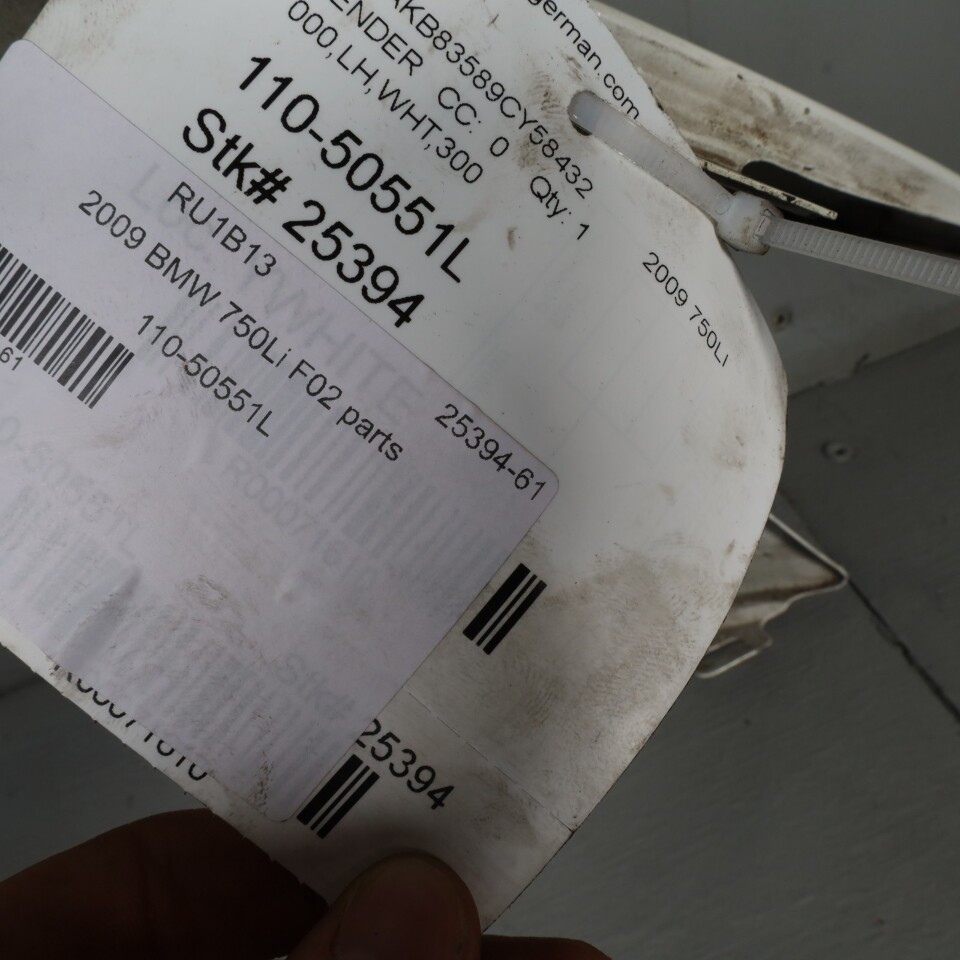 german.com
AKB83589CY58432
ENDER CC: 0 Qty: 1
000,LH,WHT,300
110-50551L
Stk# 25394
2009 750LI
RU1B13
2009 BMW 750Li F02 parts
110-50551L
25394-61
61
25394